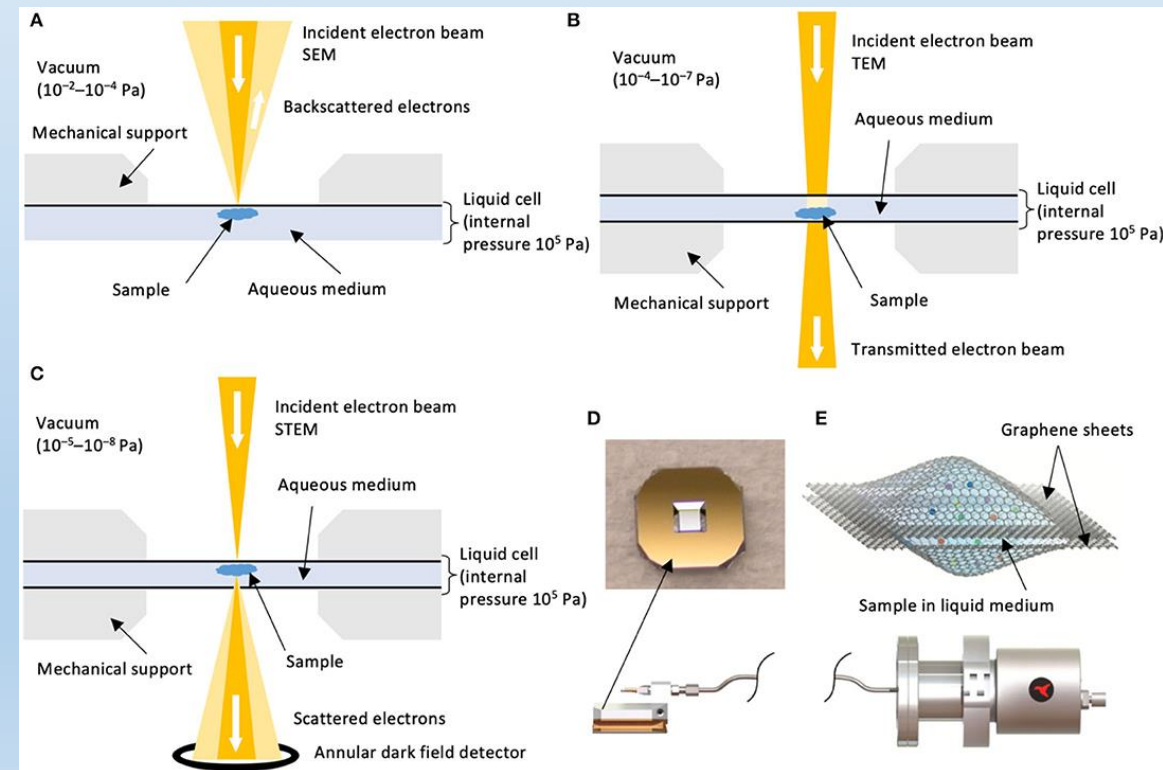 A
Incident electron beam
SEM
Vacuum
(10⁻²–10⁻⁴ Pa)
Backscattered electrons
Mechanical support
Liquid cell
(internal
pressure 10⁵ Pa)
Sample
Aqueous medium
B
Incident electron beam
TEM
Vacuum
(10⁻⁴–10⁻⁷ Pa)
Aqueous medium
Liquid cell
(internal
pressure 10⁵ Pa)
Mechanical support
Sample
Transmitted electron beam
C
Incident electron beam
STEM
Vacuum
(10⁻⁵–10⁻⁸ Pa)
Aqueous medium
Liquid cell
(internal
pressure 10⁵ Pa)
Mechanical support
Sample
Scattered electrons
Annular dark field detector
D
E
Graphene sheets
Sample in liquid medium